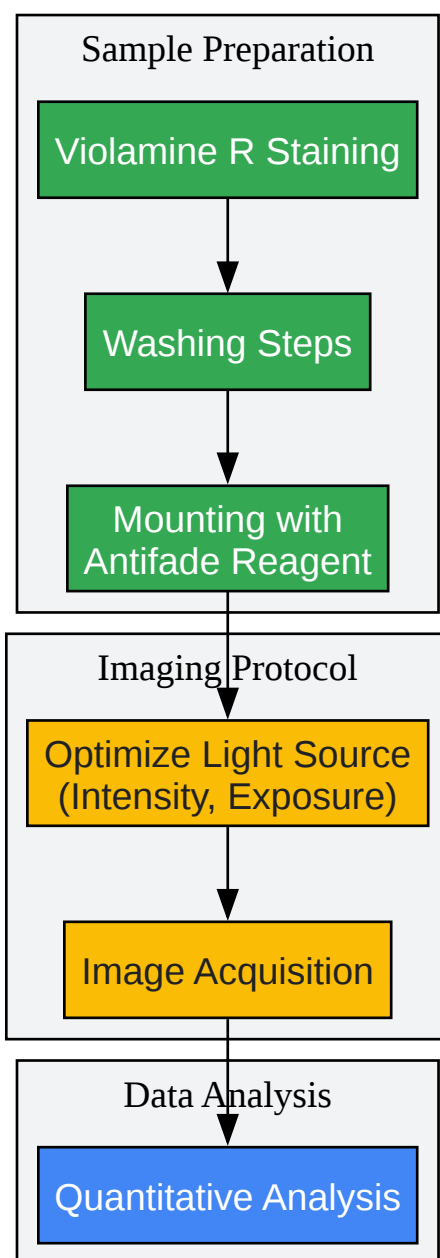 Sample Preparation
Violamine R Staining
Washing Steps
Mounting with
Antifade Reagent
Imaging Protocol
Optimize Light Source
(Intensity, Exposure)
Image Acquisition
Data Analysis
Quantitative Analysis